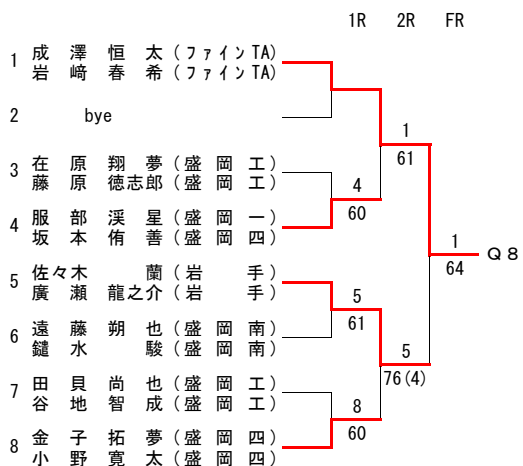 1R 2R FR
1 成澤恒太(ファインTA)
岩﨑春希(ファインTA)
2 bye
1
61
3 在原翔夢(盛岡工)
藤原徳志郎(盛岡工)
4
60
4 服部渓星(盛岡一)
坂本侑善(盛岡四)
1
64
Q8
5 佐々木蘭(岩手)
廣瀬龍之介(岩手)
5
61
6 遠藤朔也(盛岡南)
鑓水駿(盛岡南)
5
76(4)
7 田貝尚也(盛岡工)
谷地智成(盛岡工)
8
60
8 金子拓夢(盛岡四)
小野寛太(盛岡四)